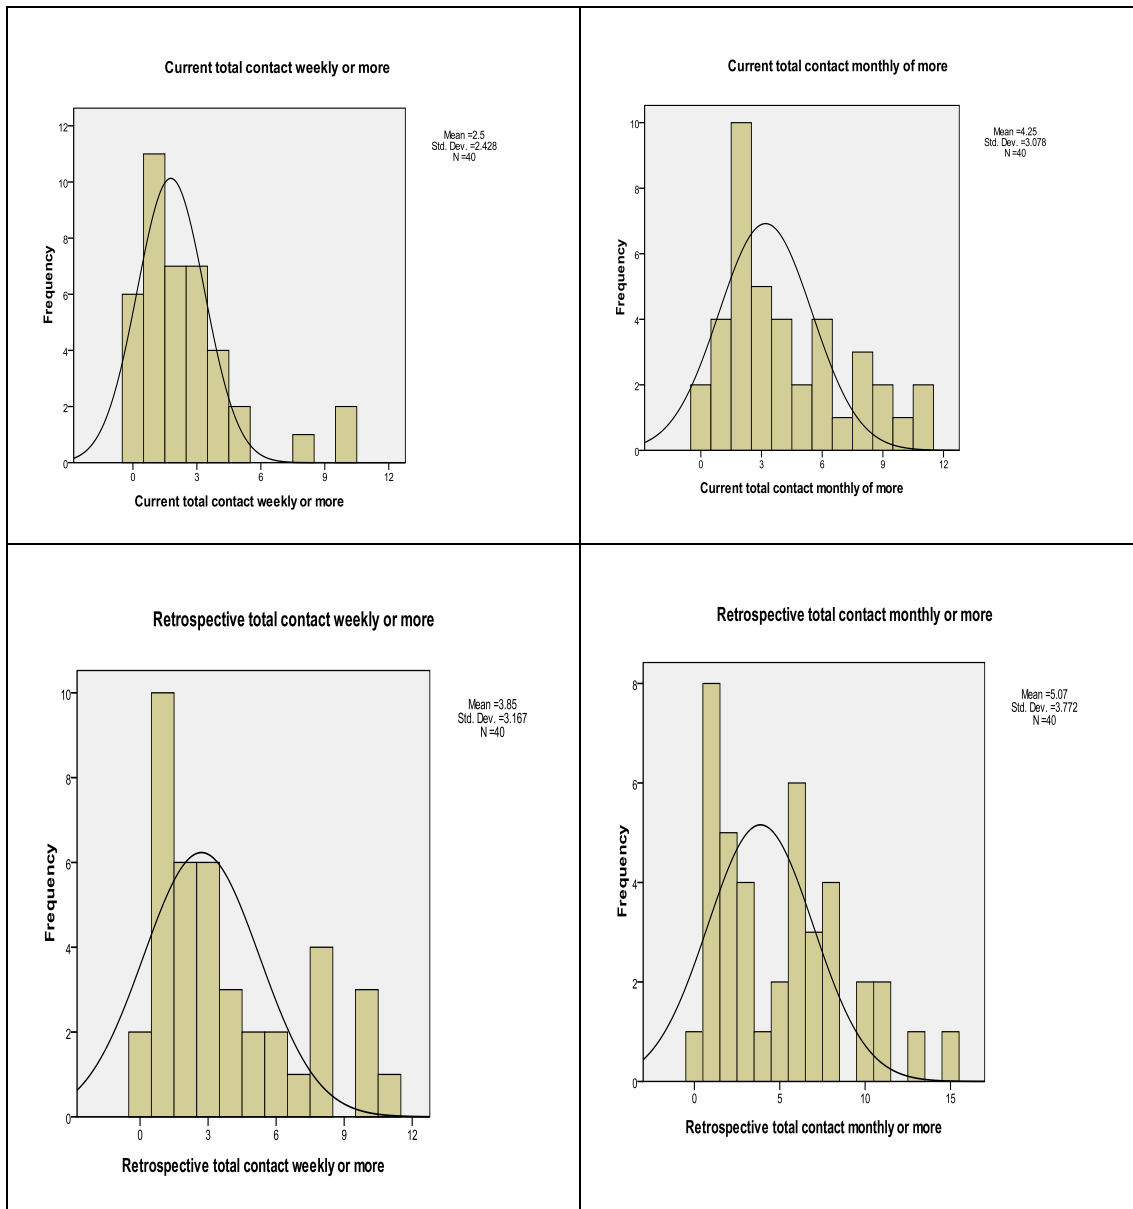 Current total contact weekly or more
12
10
8
6
4
2
0
Frequency
0 3 6 9 12
Current total contact weekly or more
Mean =2.5
Std. Dev. =2.428
N =40
Current total contact monthly of more
10
8
6
4
2
0
Frequency
0 3 6 9 12
Current total contact monthly of more
Mean =4.25
Std. Dev. =3.078
N =40
Retrospective total contact weekly or more
10
8
6
4
2
0
Frequency
0 3 6 9 12
Retrospective total contact weekly or more
Mean =3.85
Std. Dev. =3.167
N =40
Retrospective total contact monthly or more
8
6
4
2
0
Frequency
0 5 10 15
Retrospective total contact monthly or more
Mean =5.07
Std. Dev. =3.772
N =40